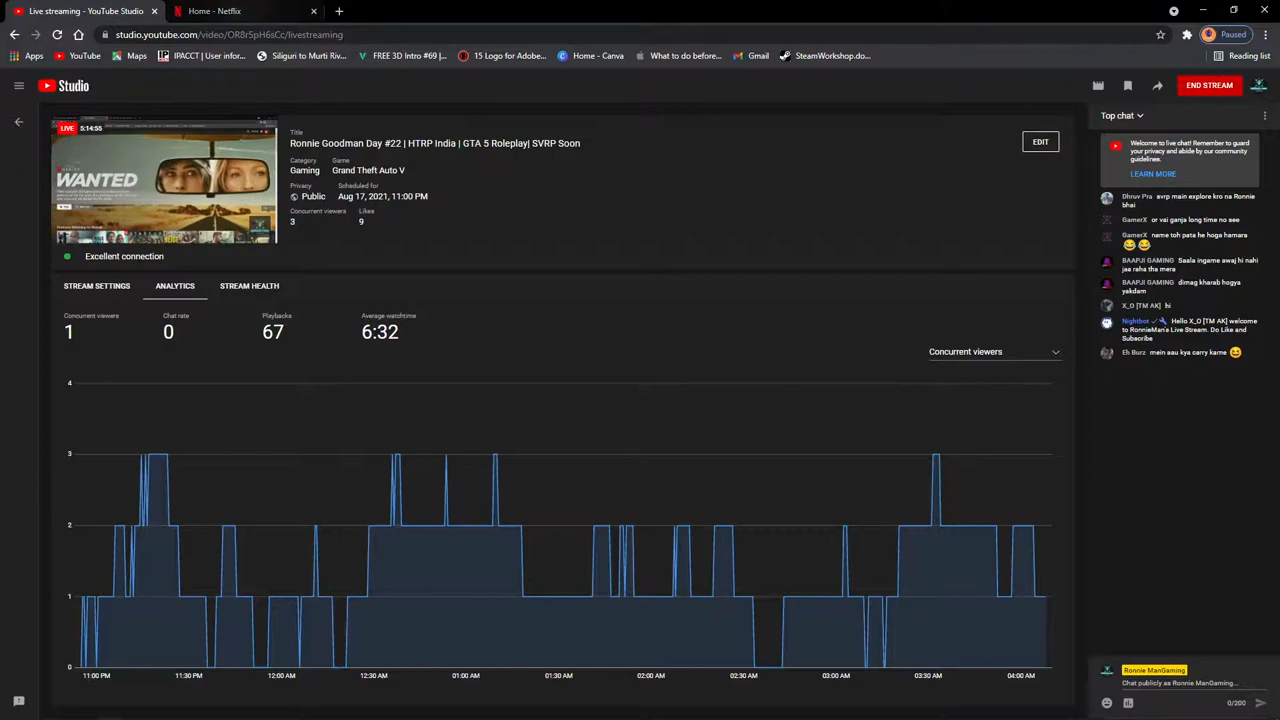 Live streaming - YouTube Studio
Home - Netflix
studio.youtube.com/video/OR8r5pH6sCc/livestreaming
Paused
Apps
YouTube
Maps
IPACCT | User infor...
Siliguri to Murti Riv...
FREE 3D Intro #69 |...
15 Logo I Adobe...
Home - Canva
What to do before...
Gmail
SteamWorkshop.do...
Reading list
Studio
END STREAM
LIVE 5:14:55
WANTED
Title
Ronnie Goodman Day #22 | HTRP India | GTA 5 Roleplay| SVRP Soon
Category Game
Gaming Grand Theft Auto V
Privacy Scheduled for
Public Aug 17, 2021, 11:00 PM
Concurrent viewers Likes
3 9
EDIT
Excellent connection
STREAM SETTINGS ANALYTICS STREAM HEALTH
Concurrent viewers Chat rate Playbacks Average watchtime
1 0 67 6:32
Concurrent viewers
4
3
2
1
0
11:00 PM 11:30 PM 12:00 AM 12:30 AM 01:00 AM 01:30 AM 02:00 AM 02:30 AM 03:00 AM 03:30 AM 04:00 AM
Top chat
Welcome to live chat! Remember to guard
your privacy and abide by our community
guidelines.
LEARN MORE
Dhruv Pra avrp main explore kro na Ronnie
bhai
GamerX or vai ganja long time no see
GamerX name toh pata he hoga hamara
😂😂
BAAPJI GAMING Saala ingame awaj hi nahi
jaa raha tha mera
BAAPJI GAMING dimag kharab hogya
yakdam
X_O [TM AK] hi
Nightbot Hello X_O [TM AK] welcome
to RonnieMan's Live Stream. Do Like and
Subscribe
Eh Burz mein aau kya carry karne 😆
Ronnie ManGaming
Chat publicly as Ronnie ManGaming...
0/200